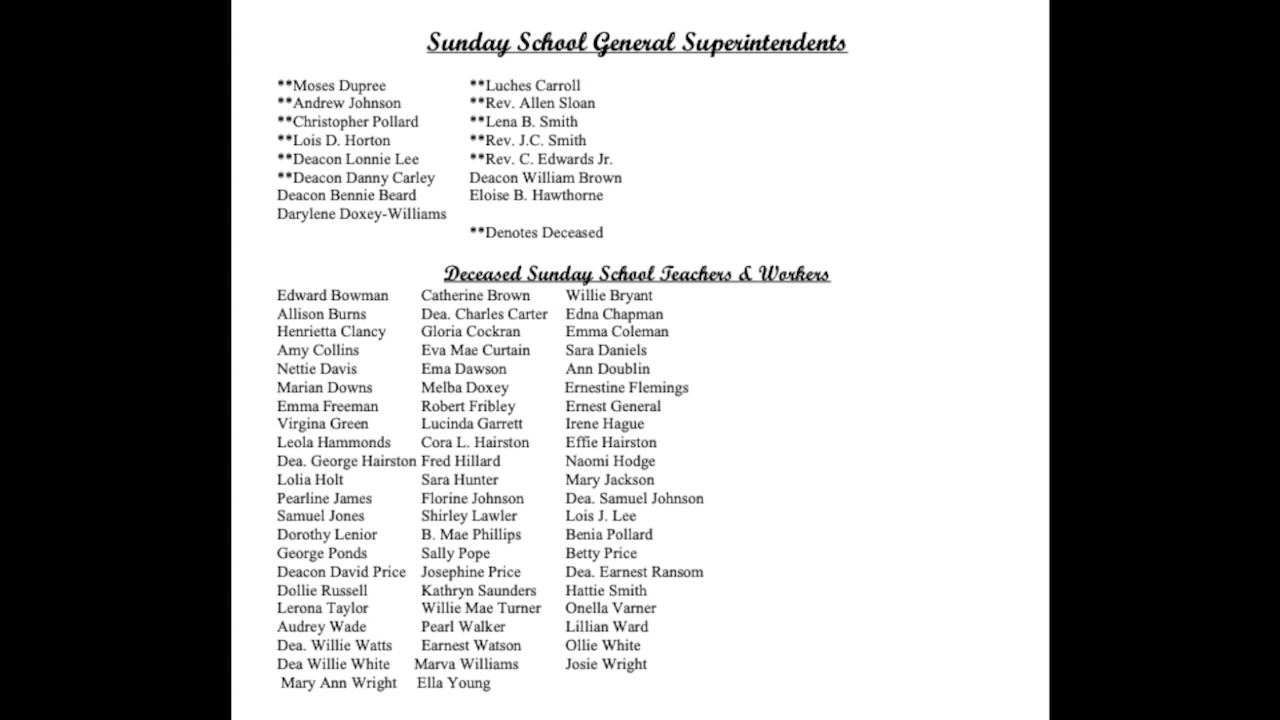 Sunday School General Superintendents
**Moses Dupree **Luches Carroll
**Andrew Johnson **Rev. Allen Sloan
**Christopher Pollard **Lena B. Smith
**Lois D. Horton **Rev. J.C. Smith
**Deacon Lonnie Lee **Rev. C. Edwards Jr.
**Deacon Danny Carley Deacon William Brown
Deacon Bennie Beard Eloise B. Hawthorne
Darylene Doxey-Williams
**Denotes Deceased
Deceased Sunday School Teachers & Workers
Edward Bowman Catherine Brown Willie Bryant
Allison Burns Dea. Charles Carter Edna Chapman
Henrietta Clancy Gloria Cockran Emma Coleman
Amy Collins Eva Mae Curtain Sara Daniels
Nettie Davis Ema Dawson Ann Doublin
Marian Downs Melba Doxey Ernestine Flemings
Emma Freeman Robert Fribley Ernest General
Virgina Green Lucinda Garrett Irene Hague
Leola Hammonds Cora L. Hairston Effie Hairston
Dea. George Hairston Fred Hillard Naomi Hodge
Lolia Holt Sara Hunter Mary Jackson
Pearline James Florine Johnson Dea. Samuel Johnson
Samuel Jones Shirley Lawler Lois J. Lee
Dorothy Lenior B. Mae Phillips Benia Pollard
George Ponds Sally Pope Betty Price
Deacon David Price Josephine Price Dea. Earnest Ransom
Dollie Russell Kathryn Saunders Hattie Smith
Lerona Taylor Willie Mae Turner Onella Varner
Audrey Wade Pearl Walker Lillian Ward
Dea. Willie Watts Earnest Watson Ollie White
Dea Willie White Marva Williams Josie Wright
Mary Ann Wright Ella Young